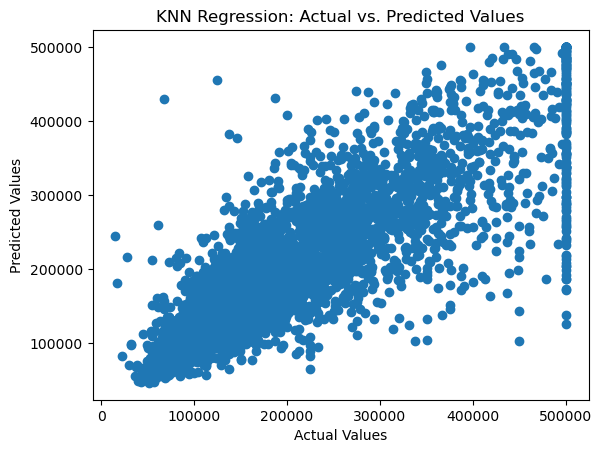 KNN Regression: Actual vs. Predicted Values
500000
400000
300000
200000
100000
Predicted Values
0 100000 200000 300000 400000 500000
Actual Values